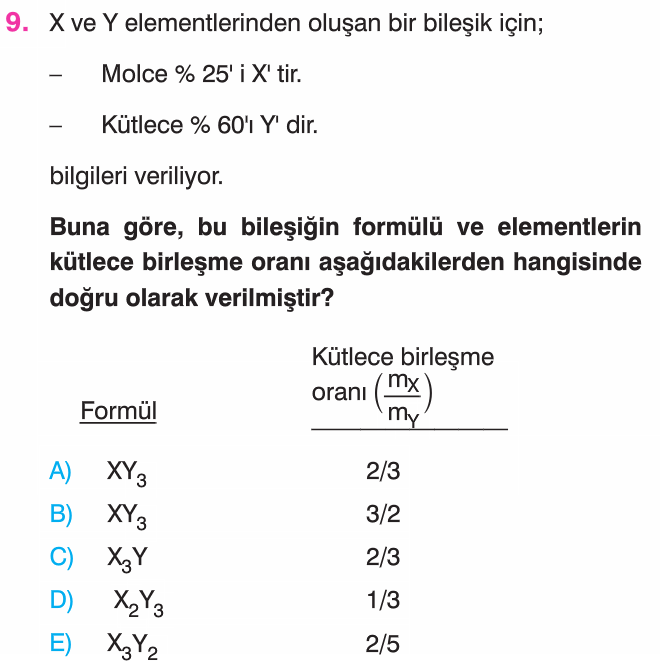 9. X ve Y elementlerinden oluşan bir bileşik için;
– Molce % 25' i X' tir.
– Kütlece % 60'ı Y' dir.
bilgileri veriliyor.
Buna göre, bu bileşiğin formülü ve elementlerin
kütlece birleşme oranı aşağıdakilerden hangisinde
doğru olarak verilmiştir?
Formül Kütlece birleşme oranı (mX/mY)
A) XY₃ 2/3
B) XY₃ 3/2
C) X₃Y 2/3
D) X₂Y₃ 1/3
E) X₃Y₂ 2/5